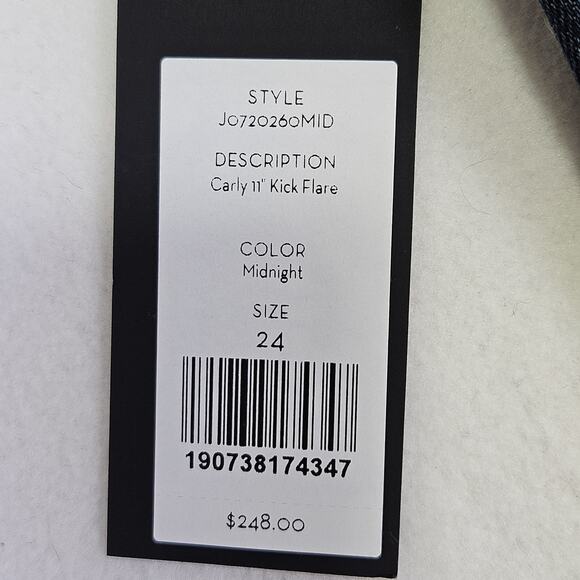 STYLE
J0720260MID
DESCRIPTION
Carly 11" Kick Flare
COLOR
Midnight
SIZE
24
190738174347
$248.00